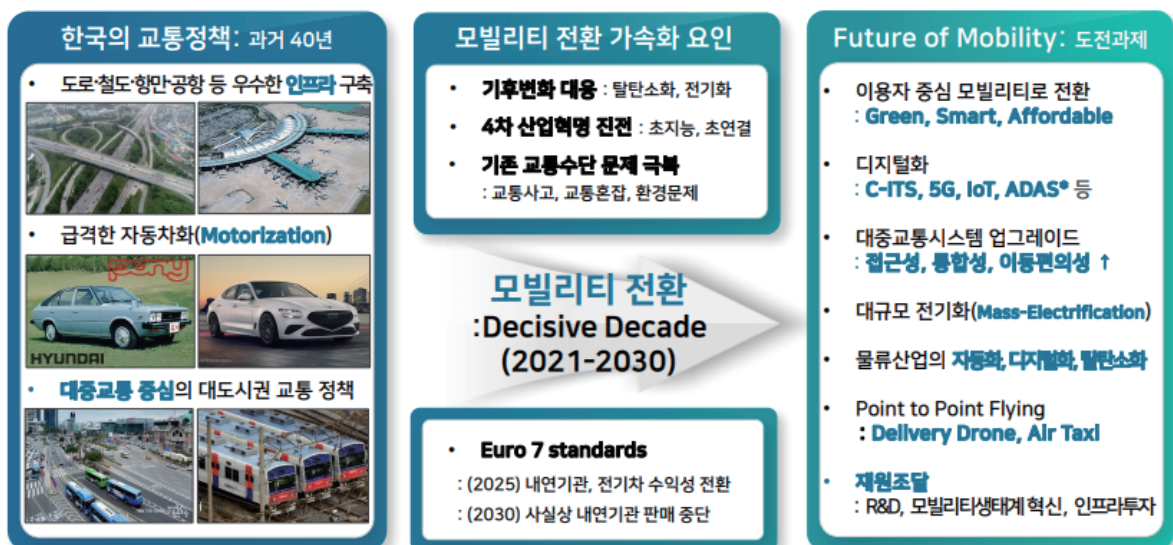 한국의 교통정책: 과거 40년
• 도로·철도·항만·공항 등 우수한 인프라 구축
• 급격한 자동차화(Motorization)
pony
HYUNDAI
• 대중교통 중심의 대도시권 교통 정책
모빌리티 전환 가속화 요인
• 기후변화 대응 : 탈탄소화, 전기화
• 4차 산업혁명 진전 : 초지능, 초연결
• 기존 교통수단 문제 극복
: 교통사고, 교통혼잡, 환경문제
모빌리티 전환
:Decisive Decade
(2021-2030)
• Euro 7 standards
: (2025) 내연기관, 전기차 수익성 전환
: (2030) 사실상 내연기관 판매 중단
Future of Mobility: 도전과제
• 이용자 중심 모빌리티로 전환
: Green, Smart, Affordable
• 디지털화
: C-ITS, 5G, IoT, ADAS* 등
• 대중교통시스템 업그레이드
: 접근성, 통합성, 이동편의성 ↑
• 대규모 전기화(Mass-Electrification)
• 물류산업의 자동화, 디지털화, 탈탄소화
• Point to Point Flying
: Delivery Drone, Air Taxi
• 재원조달
: R&D, 모빌리티생태계 혁신, 인프라투자